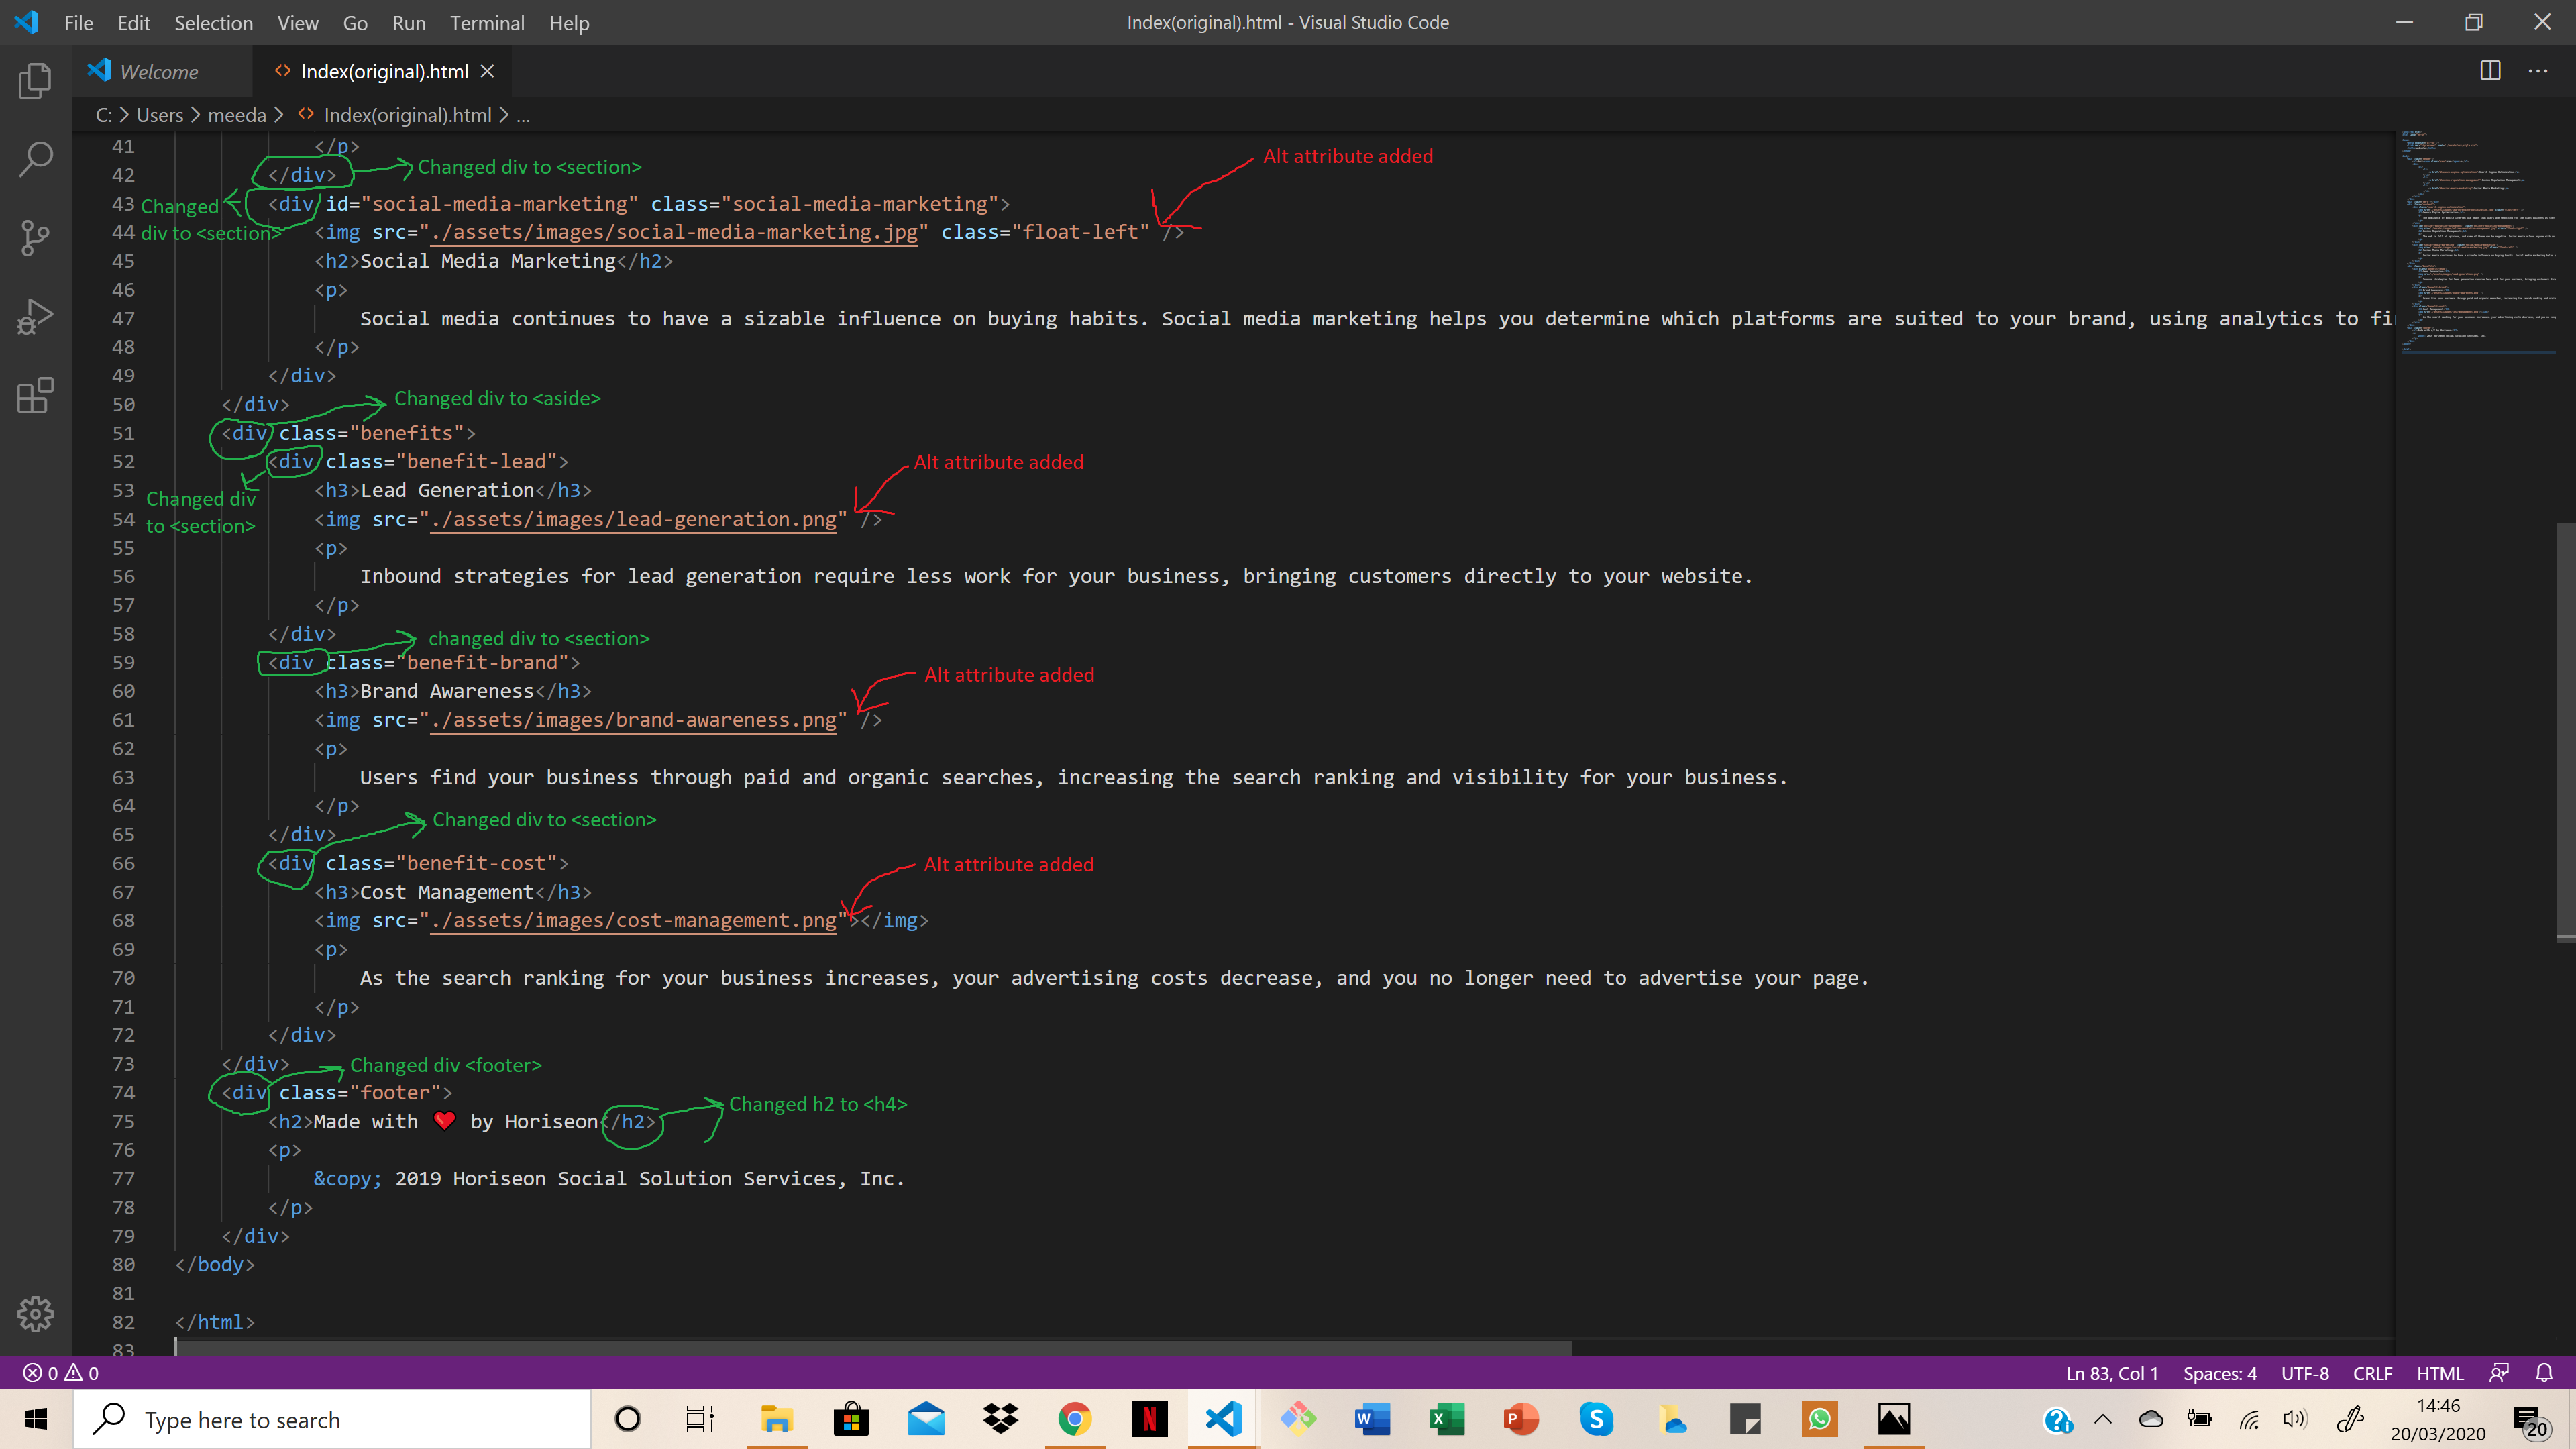 File Edit Selection View Go Run Terminal Help Index(original).html - Visual Studio Code
Welcome Index(original).html
C: > Users > meeda > Index(original).html > ...
41 </p>
Alt attribute added
42 </div> Changed div to <section>
43 <div id="social-media-marketing" class="social-media-marketing">
Changed
div to <section>
44 <img src="./assets/images/social-media-marketing.jpg" class="float-left" />
45 <h2>Social Media Marketing</h2>
46 <p>
47 Social media continues to have a sizable influence on buying habits. Social media marketing helps you determine which platforms are suited to your brand, using analytics to fi
48 </p>
49 </div>
Changed div to <aside>
50 </div>
51 <div class="benefits">
52 <div class="benefit-lead">
Alt attribute added
53 <h3>Lead Generation</h3>
Changed div
to <section>
54 <img src="./assets/images/lead-generation.png" />
55 <p>
56 Inbound strategies for lead generation require less work for your business, bringing customers directly to your website.
57 </p>
58 </div>
changed div to <section>
59 <div class="benefit-brand">
Alt attribute added
60 <h3>Brand Awareness</h3>
61 <img src="./assets/images/brand-awareness.png" />
62 <p>
63 Users find your business through paid and organic searches, increasing the search ranking and visibility for your business.
64 </p>
Changed div to <section>
65 </div>
66 <div class="benefit-cost">
Alt attribute added
67 <h3>Cost Management</h3>
68 <img src="./assets/images/cost-management.png"></img>
69 <p>
70 As the search ranking for your business increases, your advertising costs decrease, and you no longer need to advertise your page.
71 </p>
72 </div>
73 </div>
Changed div <footer>
74 <div class="footer">
Changed h2 to <h4>
75 <h2>Made with ❤️ by Horiseon</h2>
76 <p>
77 &copy; 2019 Horiseon Social Solution Services, Inc.
78 </p>
79 </div>
80 </body>
81
82 </html>
83
0 0 Ln 83, Col 1 Spaces: 4 UTF-8 CRLF HTML
Type here to search
14:46
20/03/2020
20